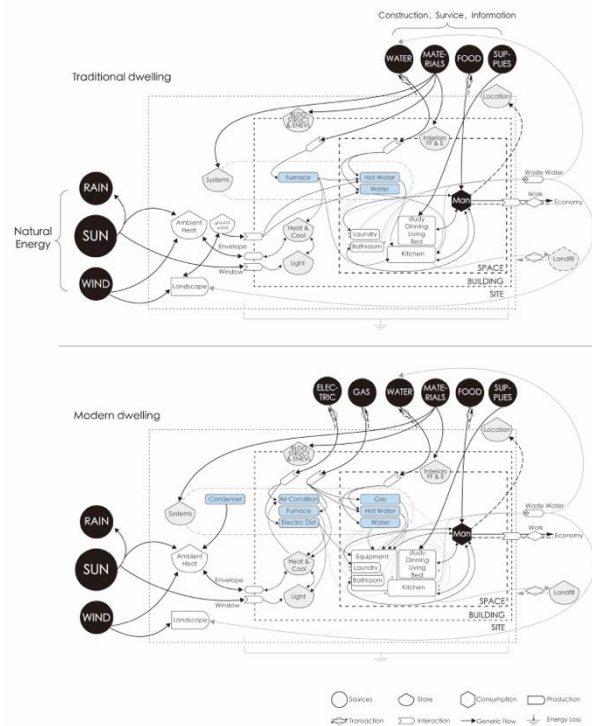 Construction, Survice, Information
WATER
MATE-
RIALS
FOOD
SUP-
PLIES
Traditional dwelling
Location
BLDG
STRUCT
& ENEVL
Interiors
FF & E
Systems
Furnace
Hot Water
Water
Waste Water
RAIN
Man
Work
Economy
Natural
Energy
SUN
Ambient
Heat
ground
water
Envelope
Heat &
Cool
Laundry
Bathroom
Study
Dinning
Living
Bed
Kitchen
Window
Light
WIND
Landscape
SPACE
BUILDING
SITE
Landfill
ELEC-
TRIC
GAS
WATER
MATE-
RIALS
FOOD
SUP-
PLIES
Modern dwelling
Location
BLDG
STRUCT
& ENEVL
Interiors
FF & E
Systems
Condenser
Air Condition
Furnace
Electric Dist
Gas
Hot Water
Water
Waste Water
RAIN
Man
Work
Economy
SUN
Ambient
Heat
Envelope
Heat &
Cool
Equipment
Laundry
Bathroom
Study
Dinning
Living
Bed
Kitchen
Window
Light
WIND
Landscape
SPACE
BUILDING
SITE
Landfill
Sources
Store
Consumption
Production
Transaction
Interaction
Generic Flow
Energy Loss